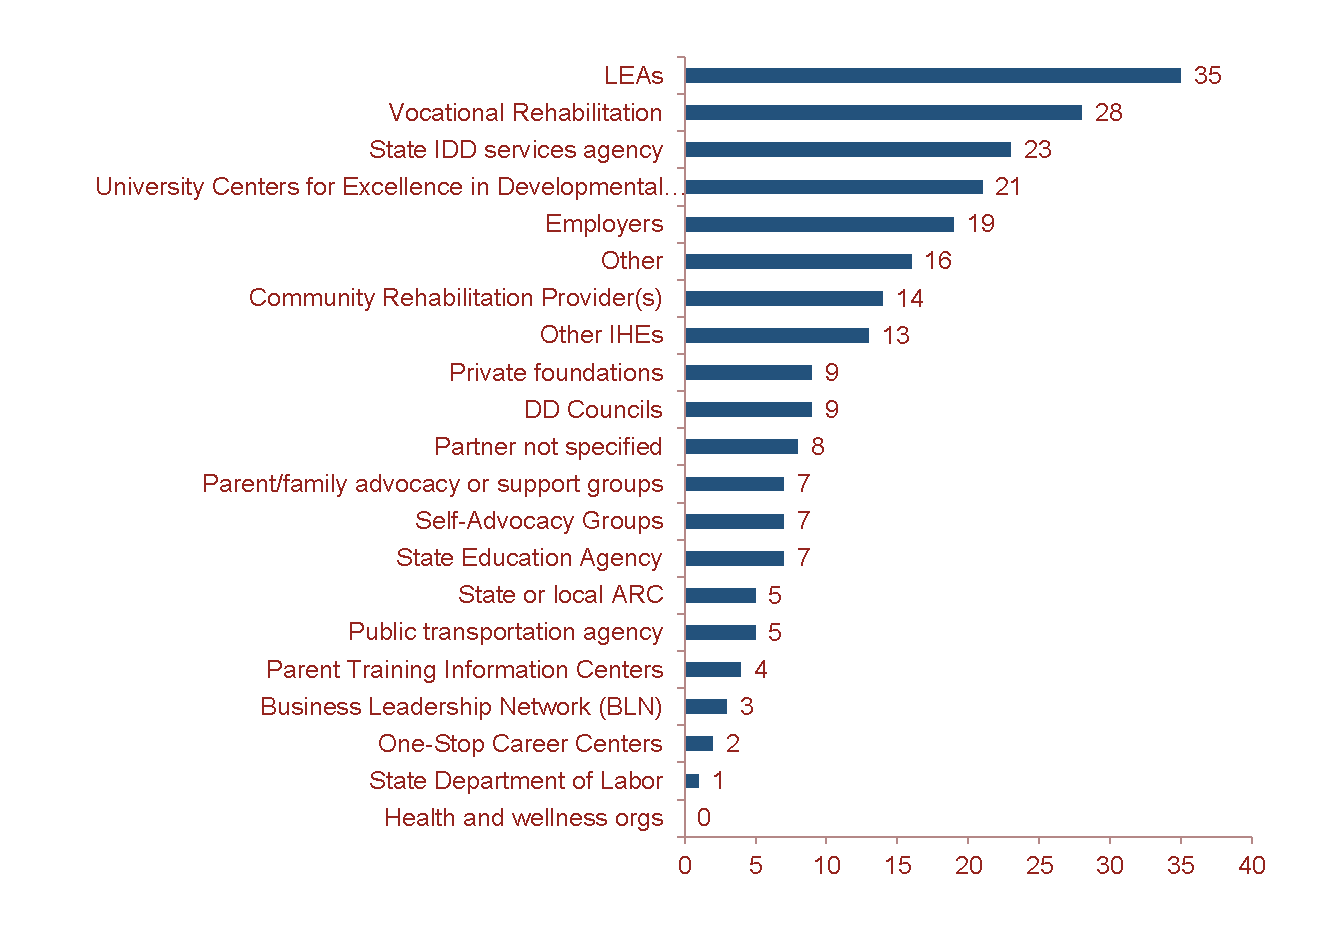 LEAs 35
Vocational Rehabilitation 28
State IDD services agency 23
University Centers for Excellence in Developmental… 21
Employers 19
Other 16
Community Rehabilitation Provider(s) 14
Other IHEs 13
Private foundations 9
DD Councils 9
Partner not specified 8
Parent/family advocacy or support groups 7
Self-Advocacy Groups 7
State Education Agency 7
State or local ARC 5
Public transportation agency 5
Parent Training Information Centers 4
Business Leadership Network (BLN) 3
One-Stop Career Centers 2
State Department of Labor 1
Health and wellness orgs 0
0 5 10 15 20 25 30 35 40